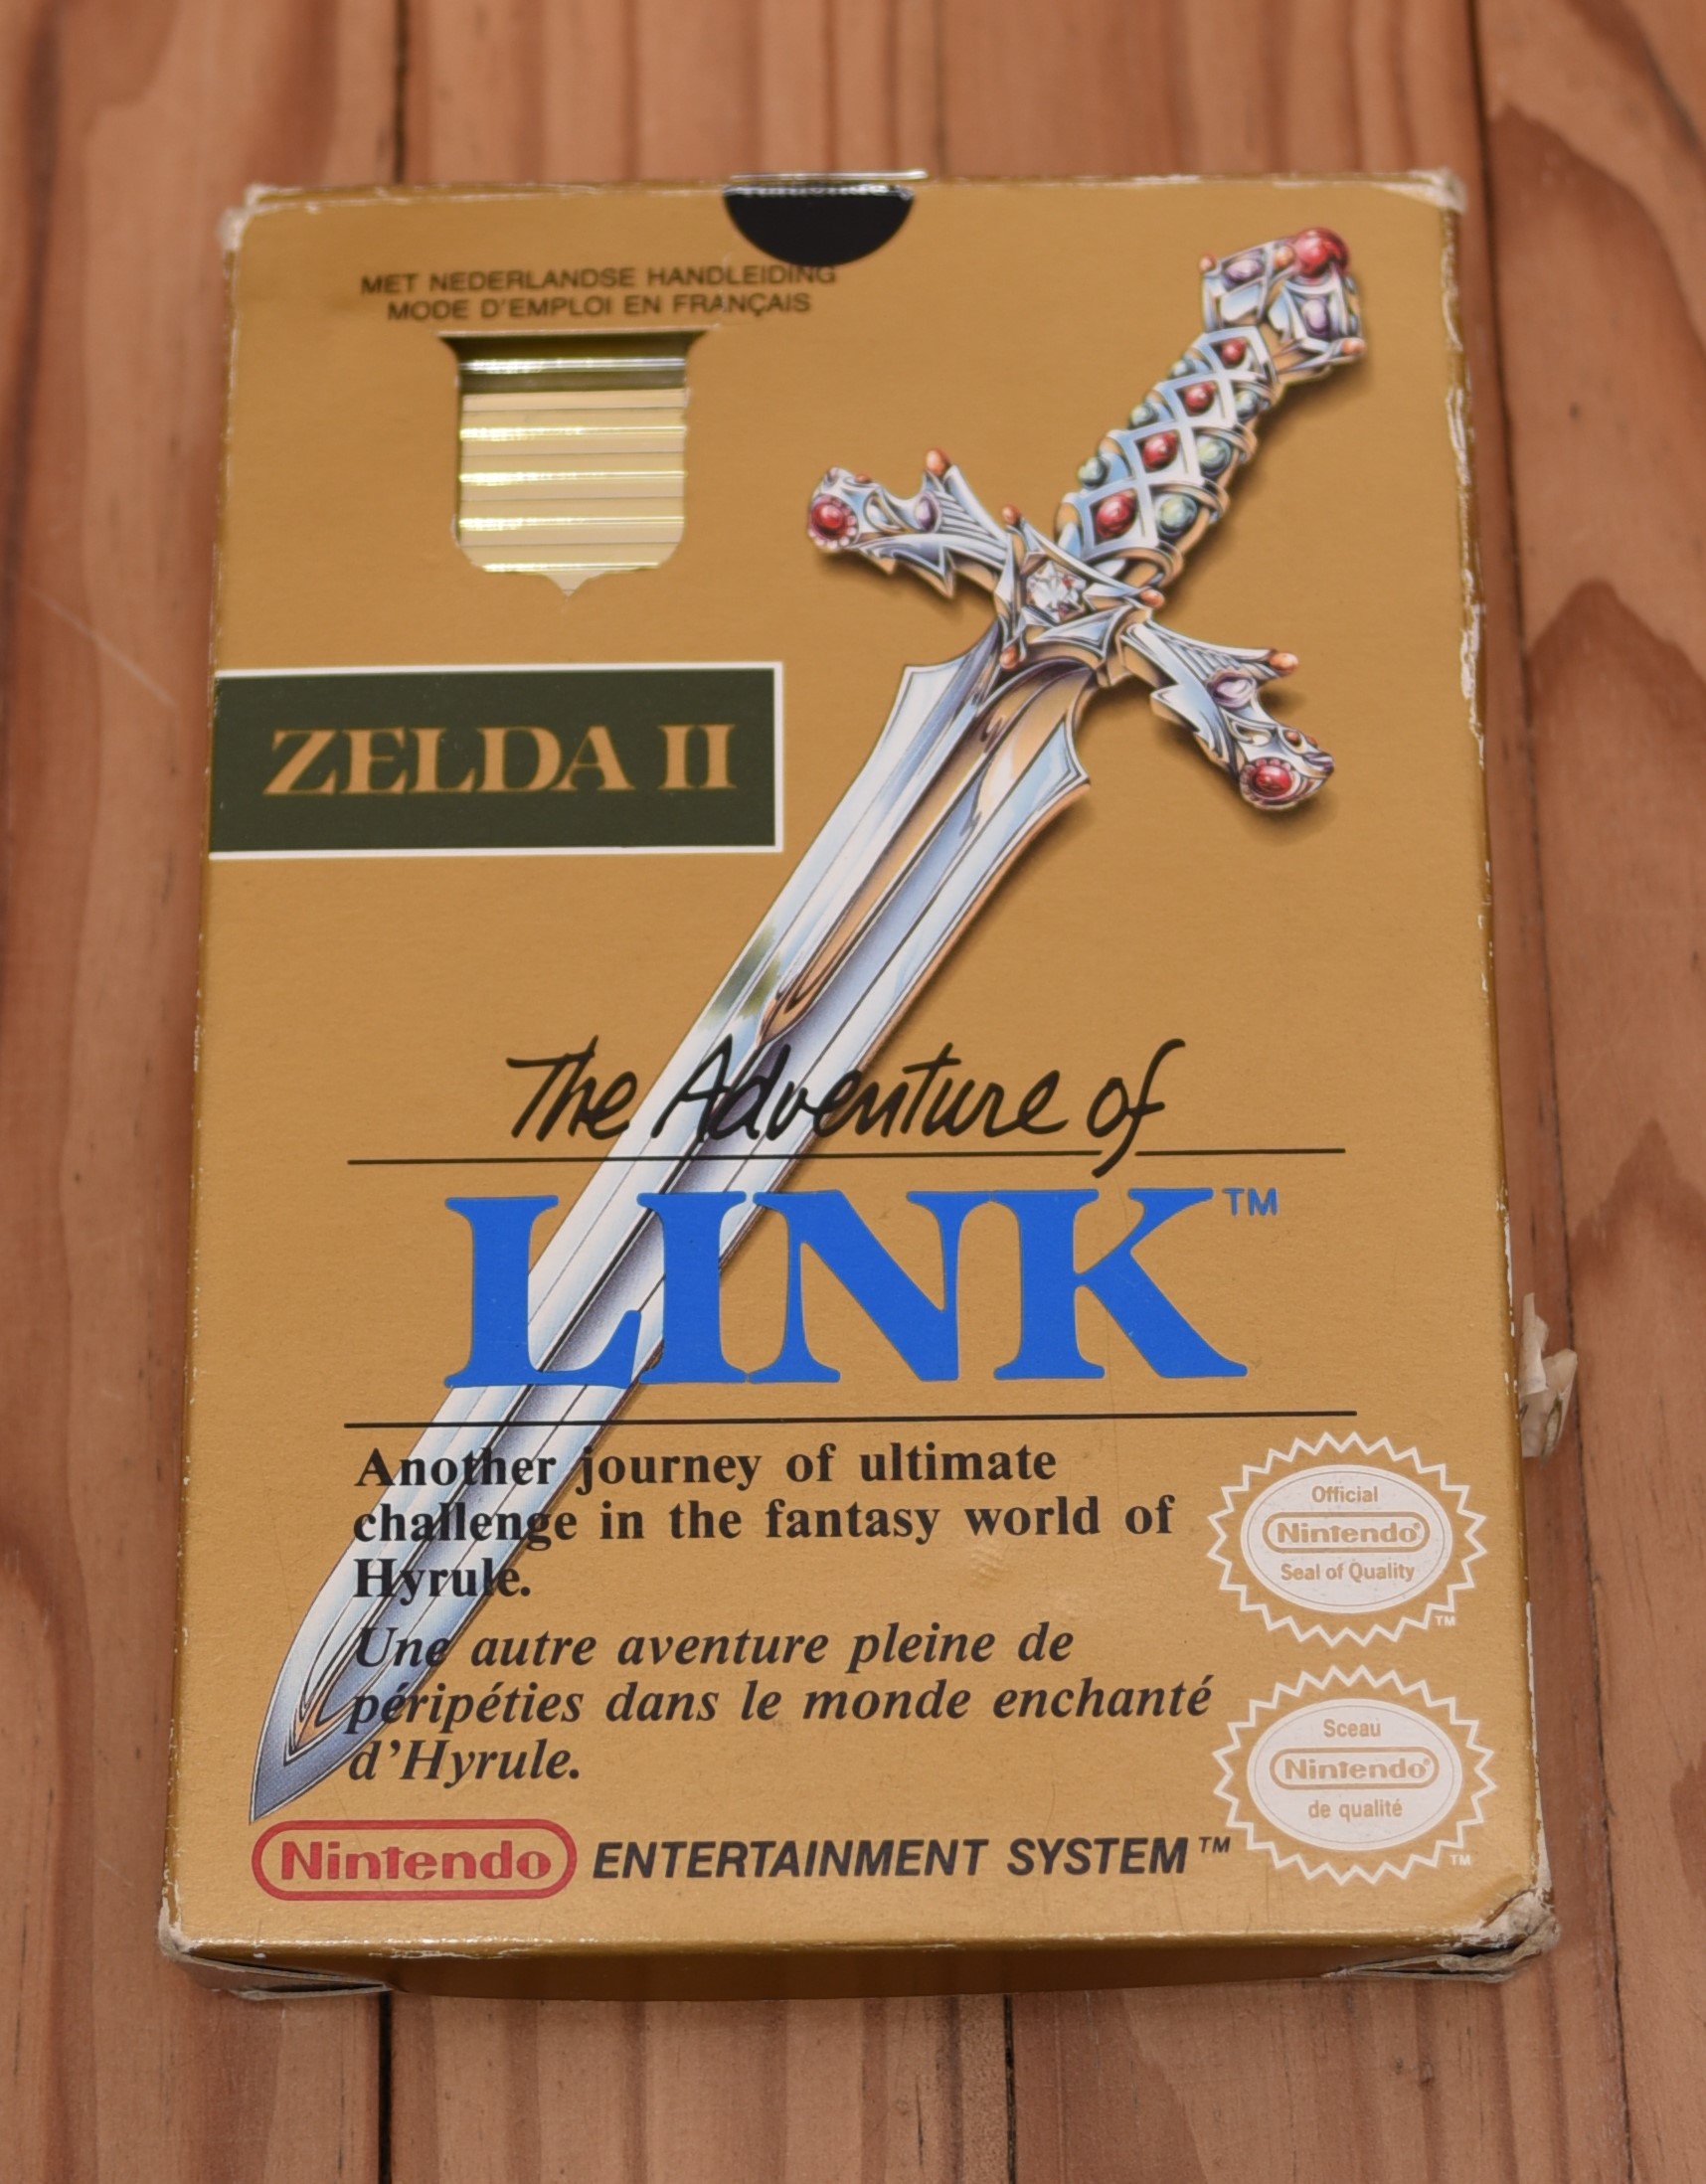 MET NEDERLANDSE HANDLEIDING
MODE D'EMPLOI EN FRANÇAIS
ZELDA II
The Adventure of
LINK™
Another journey of ultimate
challenge in the fantasy world of
Hyrule.
Une autre aventure pleine de
péripéties dans le monde enchanté
d'Hyrule.
Official
Nintendo®
Seal of Quality
TM
Sceau
Nintendo®
de qualité
TM
Nintendo ENTERTAINMENT SYSTEM™